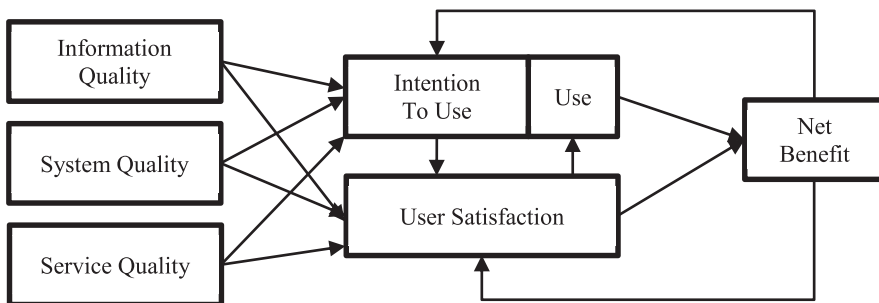 Information
Quality
System Quality
Service Quality
Intention
To Use
Use
User Satisfaction
Net
Benefit